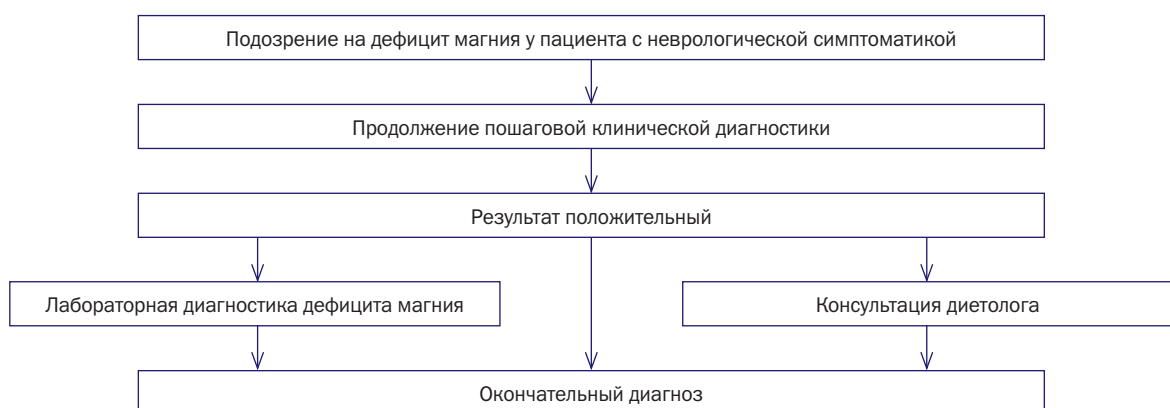 Подозрение на дефицит магния у пациента с неврологической симптоматикой
Продолжение пошаговой клинической диагностики
Результат положительный
Лабораторная диагностика дефицита магния
Консультация диетолога
Окончательный диагноз